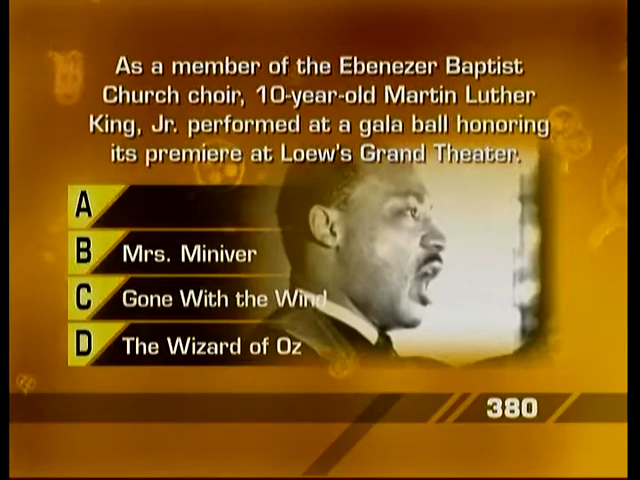 As a member of the Ebenezer Baptist
Church choir, 10-year-old Martin Luther
King, Jr. performed at a gala ball honoring
its premiere at Loew's Grand Theater.
A
B Mrs. Miniver
C Gone With the Wind
D The Wizard of Oz
380